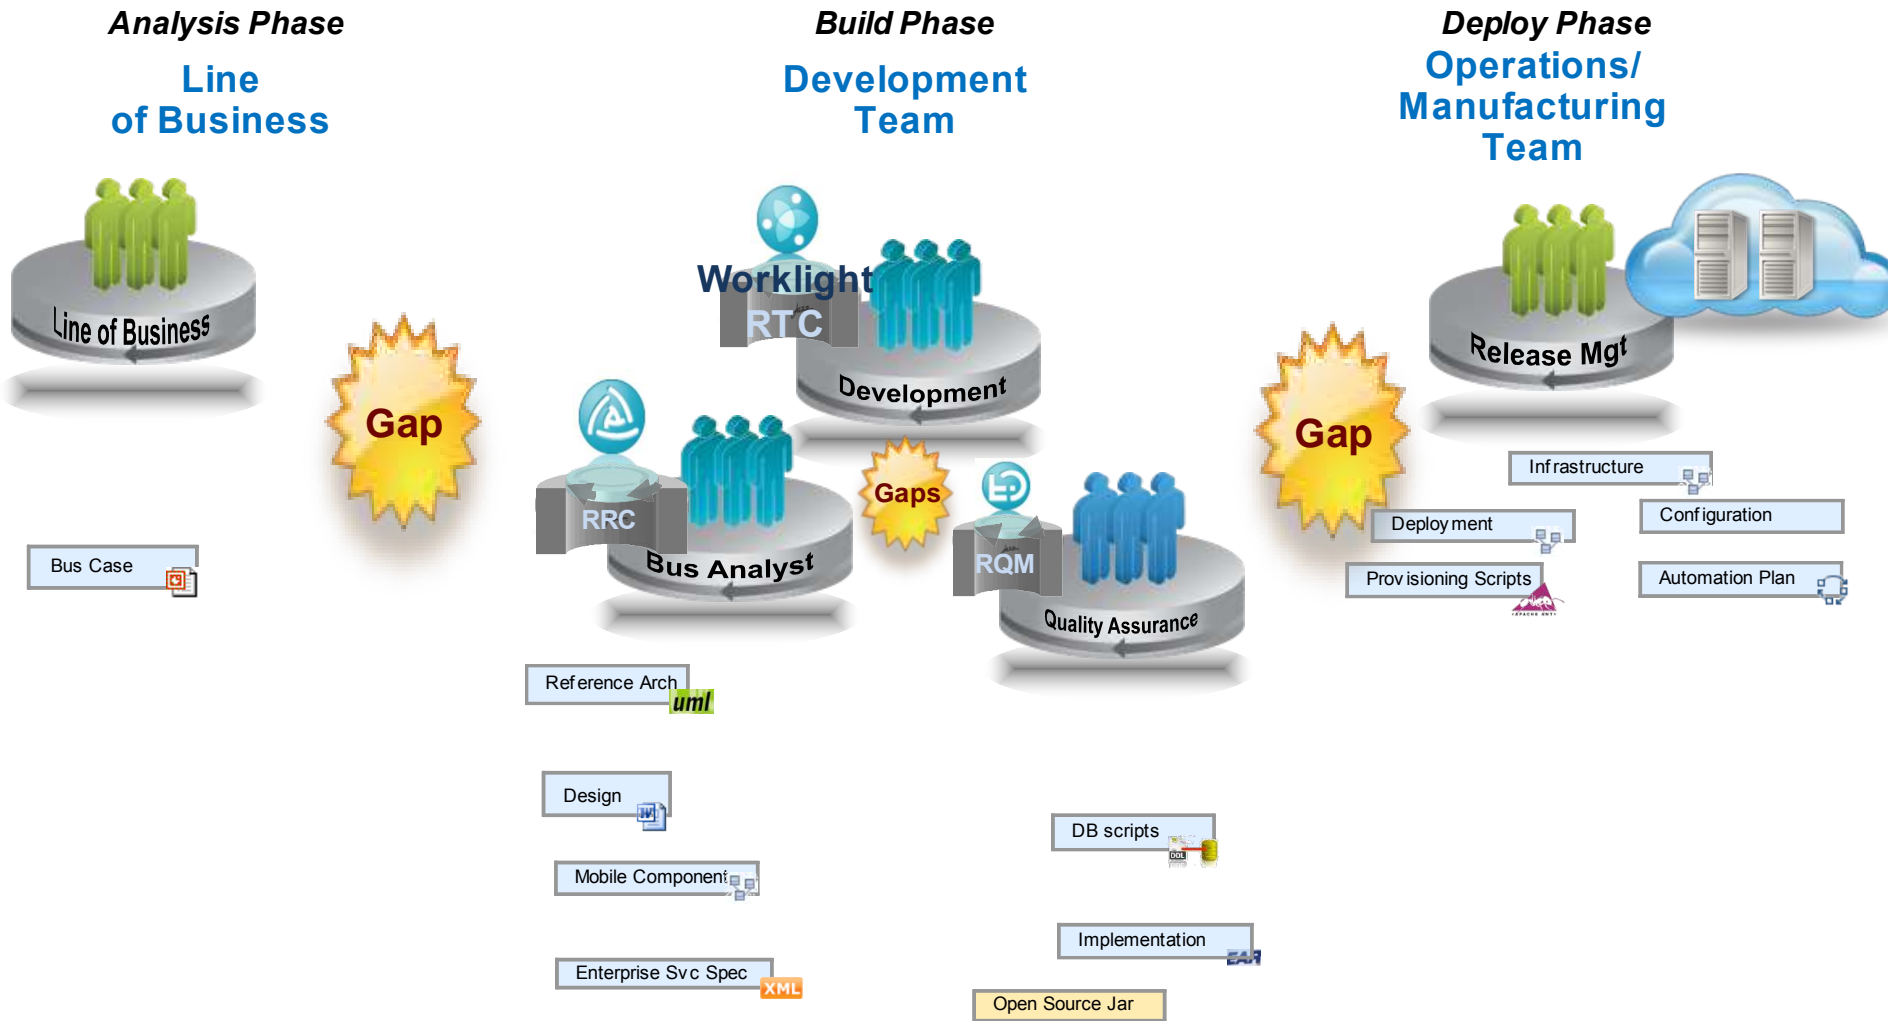 Analysis Phase
Build Phase
Deploy Phase
Line
of Business
Development
Team
Operations/
Manufacturing
Team
Line of Business
Worklight
RTC
Development
Release Mgt
Gap
Gap
RRC
Bus Analyst
Gaps
RQM
Quality Assurance
Infrastructure
Deployment
Configuration
Provisioning Scripts
APACHE ANT
Automation Plan
Bus Case
Reference Arch
uml
Design
Mobile Component
Enterprise Svc Spec
XML
DB scripts
DDL
Implementation
EAR
Open Source Jar